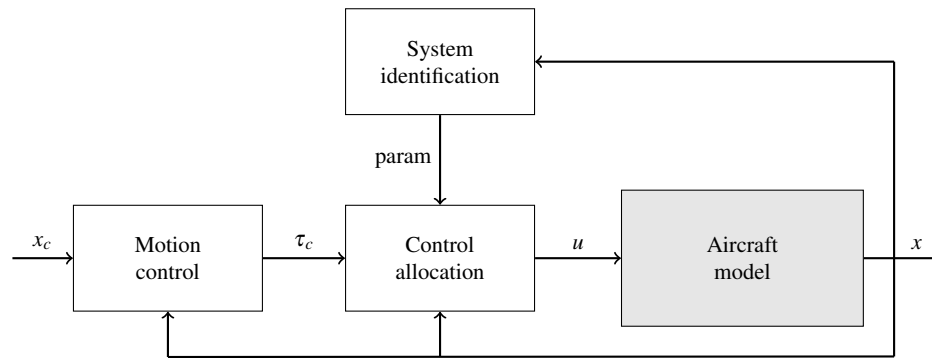 System
identification
param
x_c
Motion
control
τ_c
Control
allocation
u
Aircraft
model
x